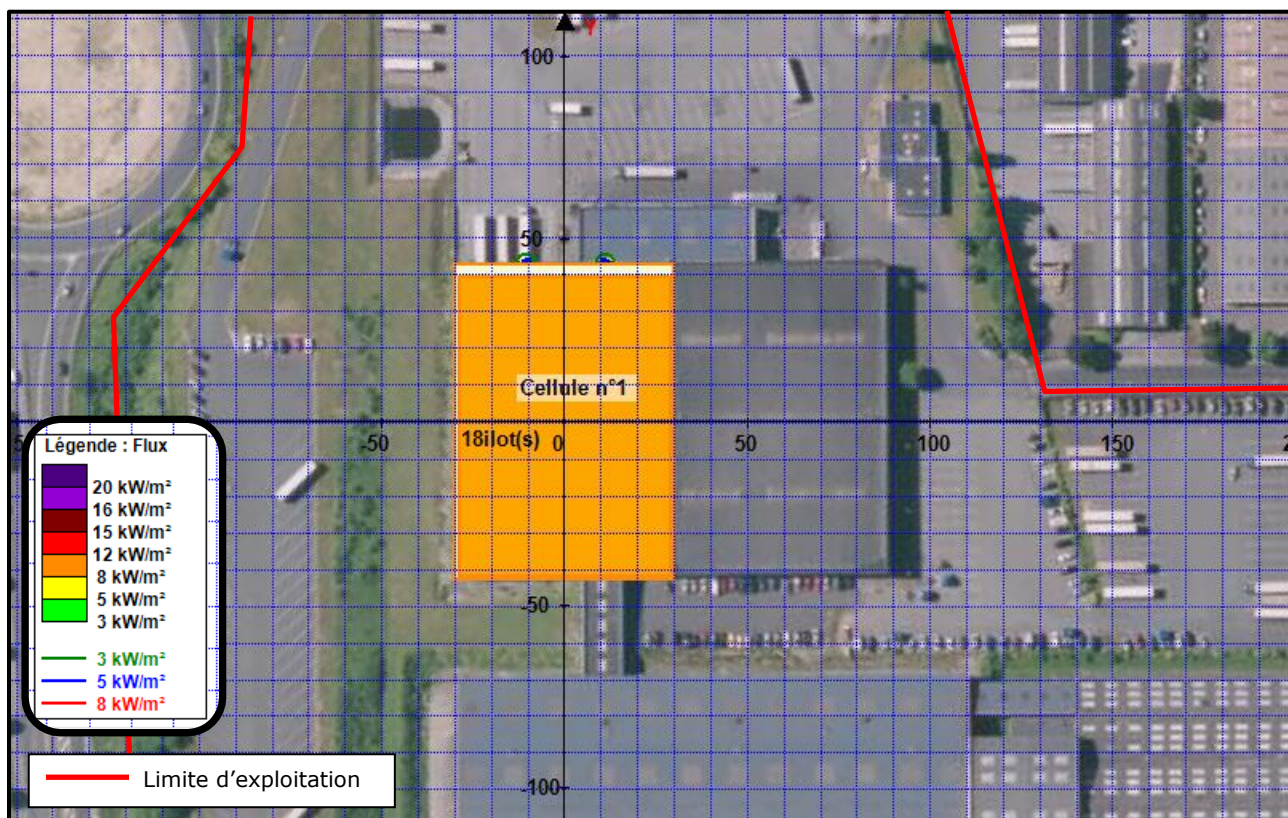 Y
100
50
Cellule n°1
18ilot(s)
-50
0
50
100
150
-50
-100
Légende : Flux
20 kW/m²
16 kW/m²
15 kW/m²
12 kW/m²
8 kW/m²
5 kW/m²
3 kW/m²
3 kW/m²
5 kW/m²
8 kW/m²
Limite d’exploitation